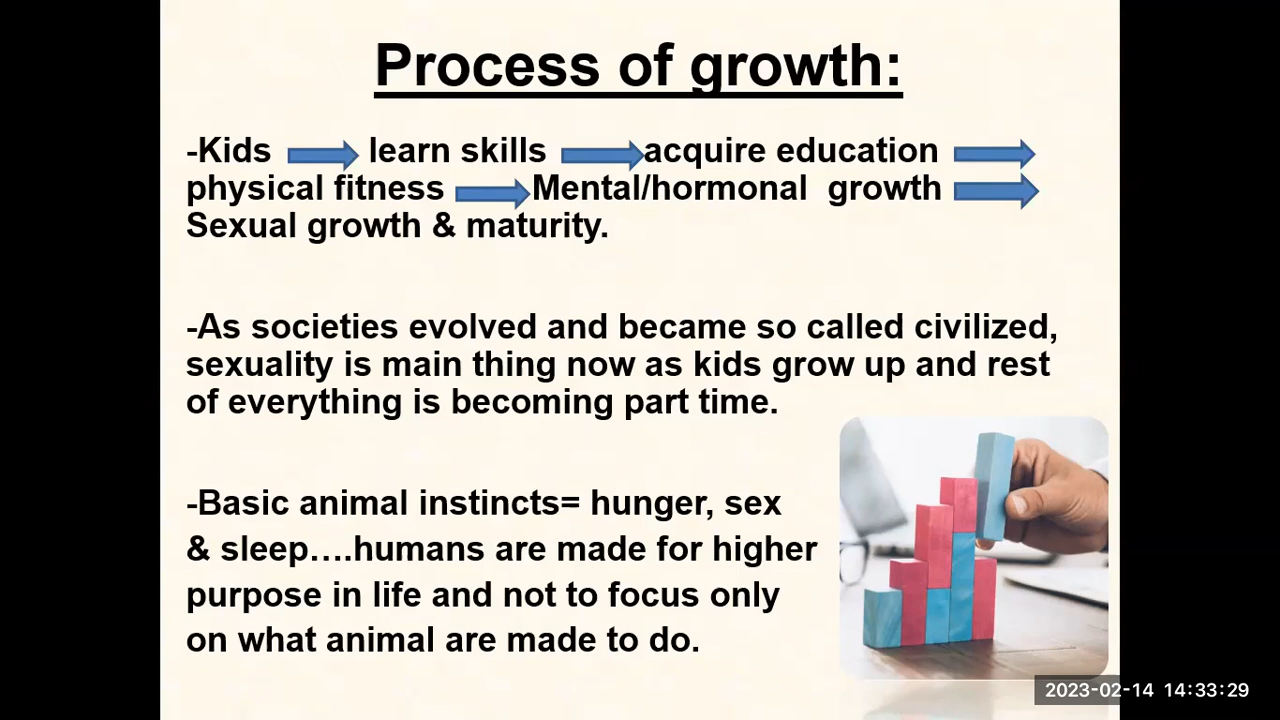 Process of growth:
-Kids learn skills acquire education
physical fitness Mental/hormonal growth
Sexual growth & maturity.
-As societies evolved and became so called civilized,
sexuality is main thing now as kids grow up and rest
of everything is becoming part time.
-Basic animal instincts= hunger, sex
& sleep....humans are made for higher
purpose in life and not to focus only
on what animal are made to do.
2023-02-14 14:33:29